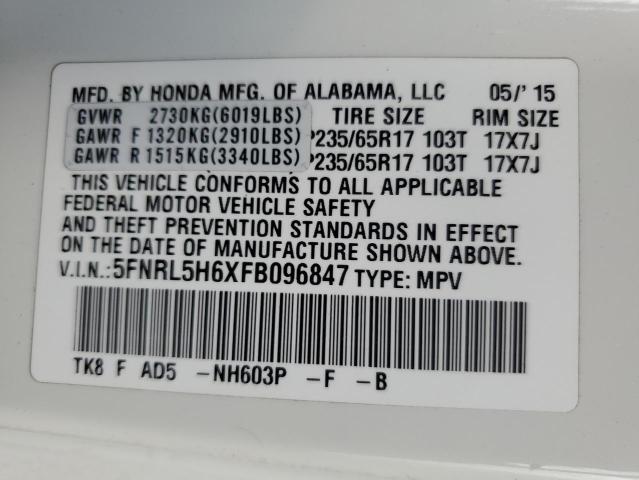 MFD. BY HONDA MFG. OF ALABAMA, LLC 05/'15
GVWR 2730KG(6019LBS) TIRE SIZE RIM SIZE
GAWR F 1320KG(2910LBS) P235/65R17 103T 17X7J
GAWR R 1515KG(3340LBS) P235/65R17 103T 17X7J
THIS VEHICLE CONFORMS TO ALL APPLICABLE
FEDERAL MOTOR VEHICLE SAFETY
AND THEFT PREVENTION STANDARDS IN EFFECT
ON THE DATE OF MANUFACTURE SHOWN ABOVE.
V.I.N.:5FNRL5H6XFB096847 TYPE: MPV
TK8 F AD5 -NH603P -F -B